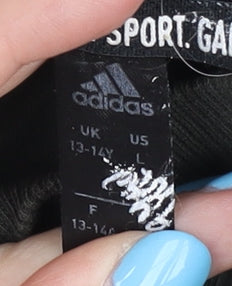 SPORT. GA
adidas
UK US
13-14Y L
F
13-14A